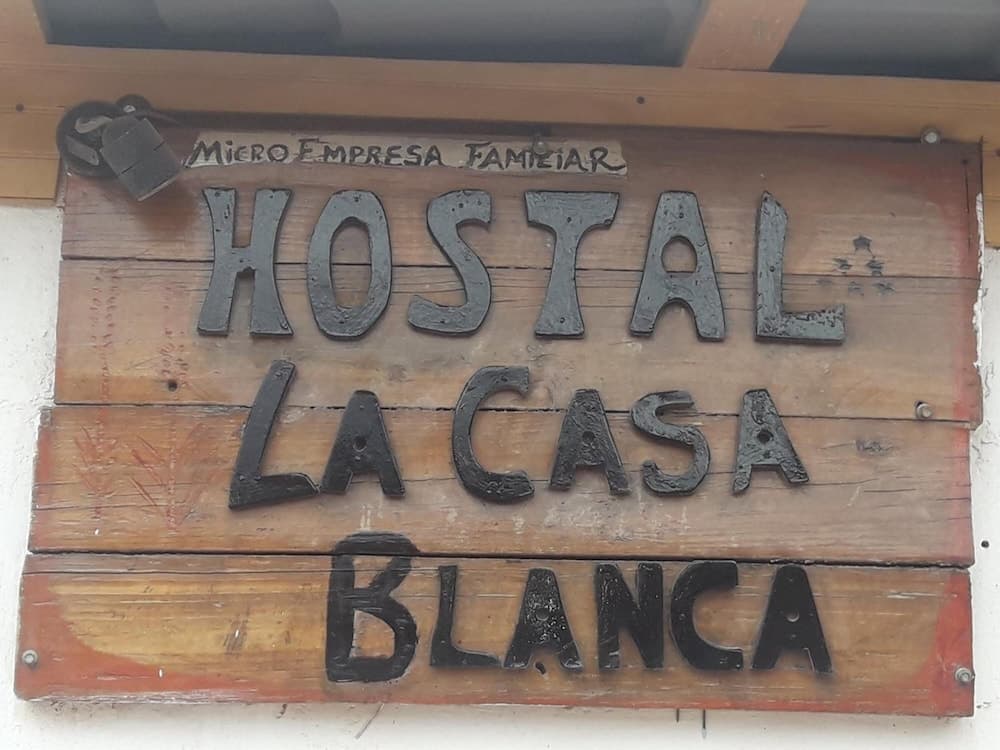 MICRO EMPRESA FAMILIAR
HOSTAL
LA CASA
BLANCA